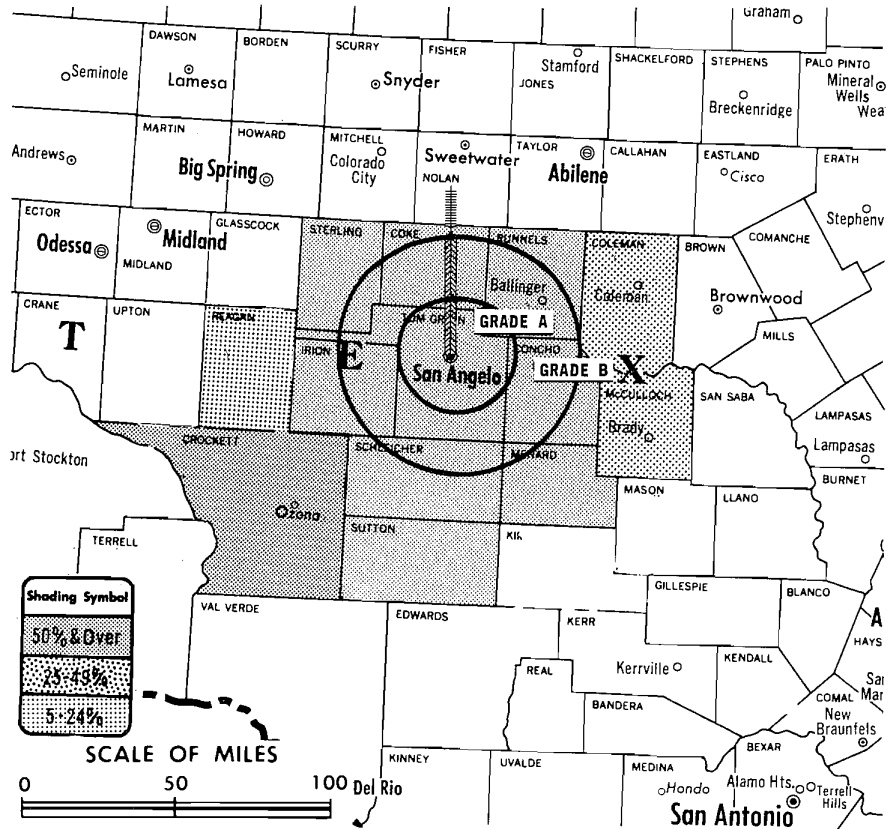 Graham
DAWSON
BORDEN
SCURRY
FISHER
Stamford
JONES
SHACKELFORD
STEPHENS
PALO PINTO
Seminole
Lamesa
Snyder
Breckenridge
Mineral
Wells
Wea
MARTIN
HOWARD
MITCHELL
Colorado
City
Sweetwater
NOLAN
TAYLOR
Abilene
CALLAHAN
EASTLAND
Cisco
ERATH
Andrews
Big Spring
Stephenv
ECTOR
Odessa
Midland
MIDLAND
GLASSCOCK
STERLING
COKE
RUNNELS
Ballinger
COLEMAN
Coleman
BROWN
COMANCHE
Brownwood
CRANE
UPTON
REAGAN
TOM GREEN
GRADE A
MILLS
T
IRION
E
San Angelo
CONCHO
GRADE B
X
McCULLOCH
Brady
SAN SABA
LAMPASAS
Lampasas
BURNET
CROCKETT
SCHLEICHER
MENARD
ort Stockton
Ozona
SUTTON
KI
MASON
LLANO
TERRELL
GILLESPIE
BLANCO
Shading Symbol
50% & Over
25-49%
5-24%
VAL VERDE
EDWARDS
KERR
Kerrville
KENDALL
A
HAYS
REAL
BANDERA
San
Mar
COMAL
New
Braunfels
SCALE OF MILES
0 50 100
Del Rio
KINNEY
UVALDE
MEDINA
Hondo
BEXAR
Alamo Hts.
Terrell
Hills
San Antonio